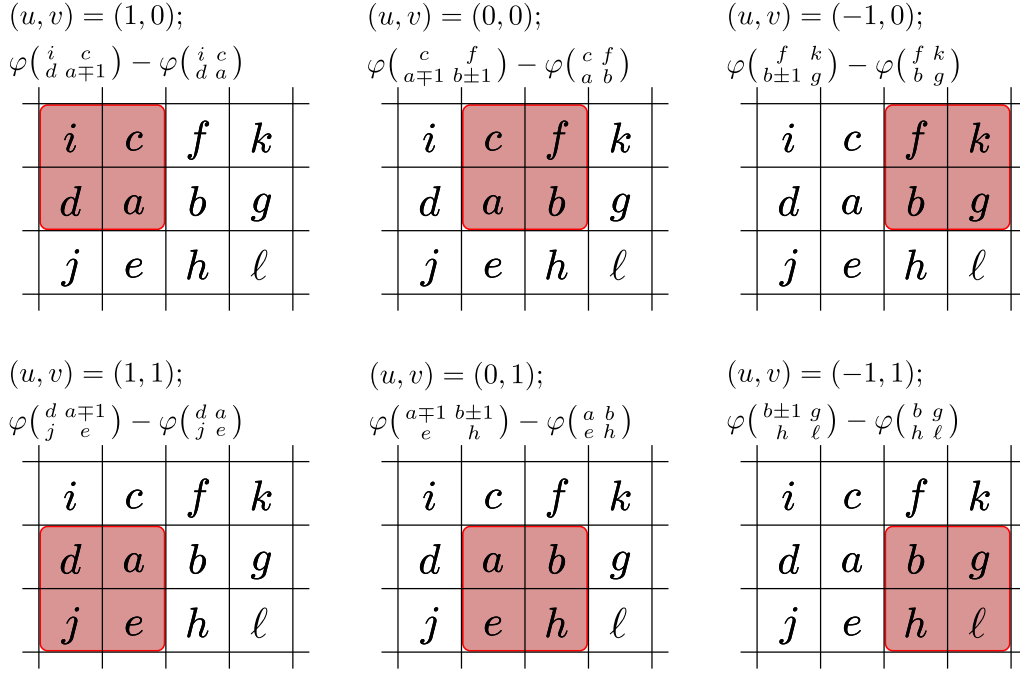 (u, v) = (1, 0);
φ(i c d a∓1) − φ(i c d a)
i c f k
d a b g
j e h ℓ
(u, v) = (0, 0);
φ(c f a∓1 b±1) − φ(c f a b)
i c f k
d a b g
j e h ℓ
(u, v) = (−1, 0);
φ(f k b±1 g) − φ(f k b g)
i c f k
d a b g
j e h ℓ
(u, v) = (1, 1);
φ(d a∓1 j e) − φ(d a j e)
i c f k
d a b g
j e h ℓ
(u, v) = (0, 1);
φ(a∓1 b±1 e h) − φ(a b e h)
i c f k
d a b g
j e h ℓ
(u, v) = (−1, 1);
φ(b±1 g h ℓ) − φ(b g h ℓ)
i c f k
d a b g
j e h ℓ